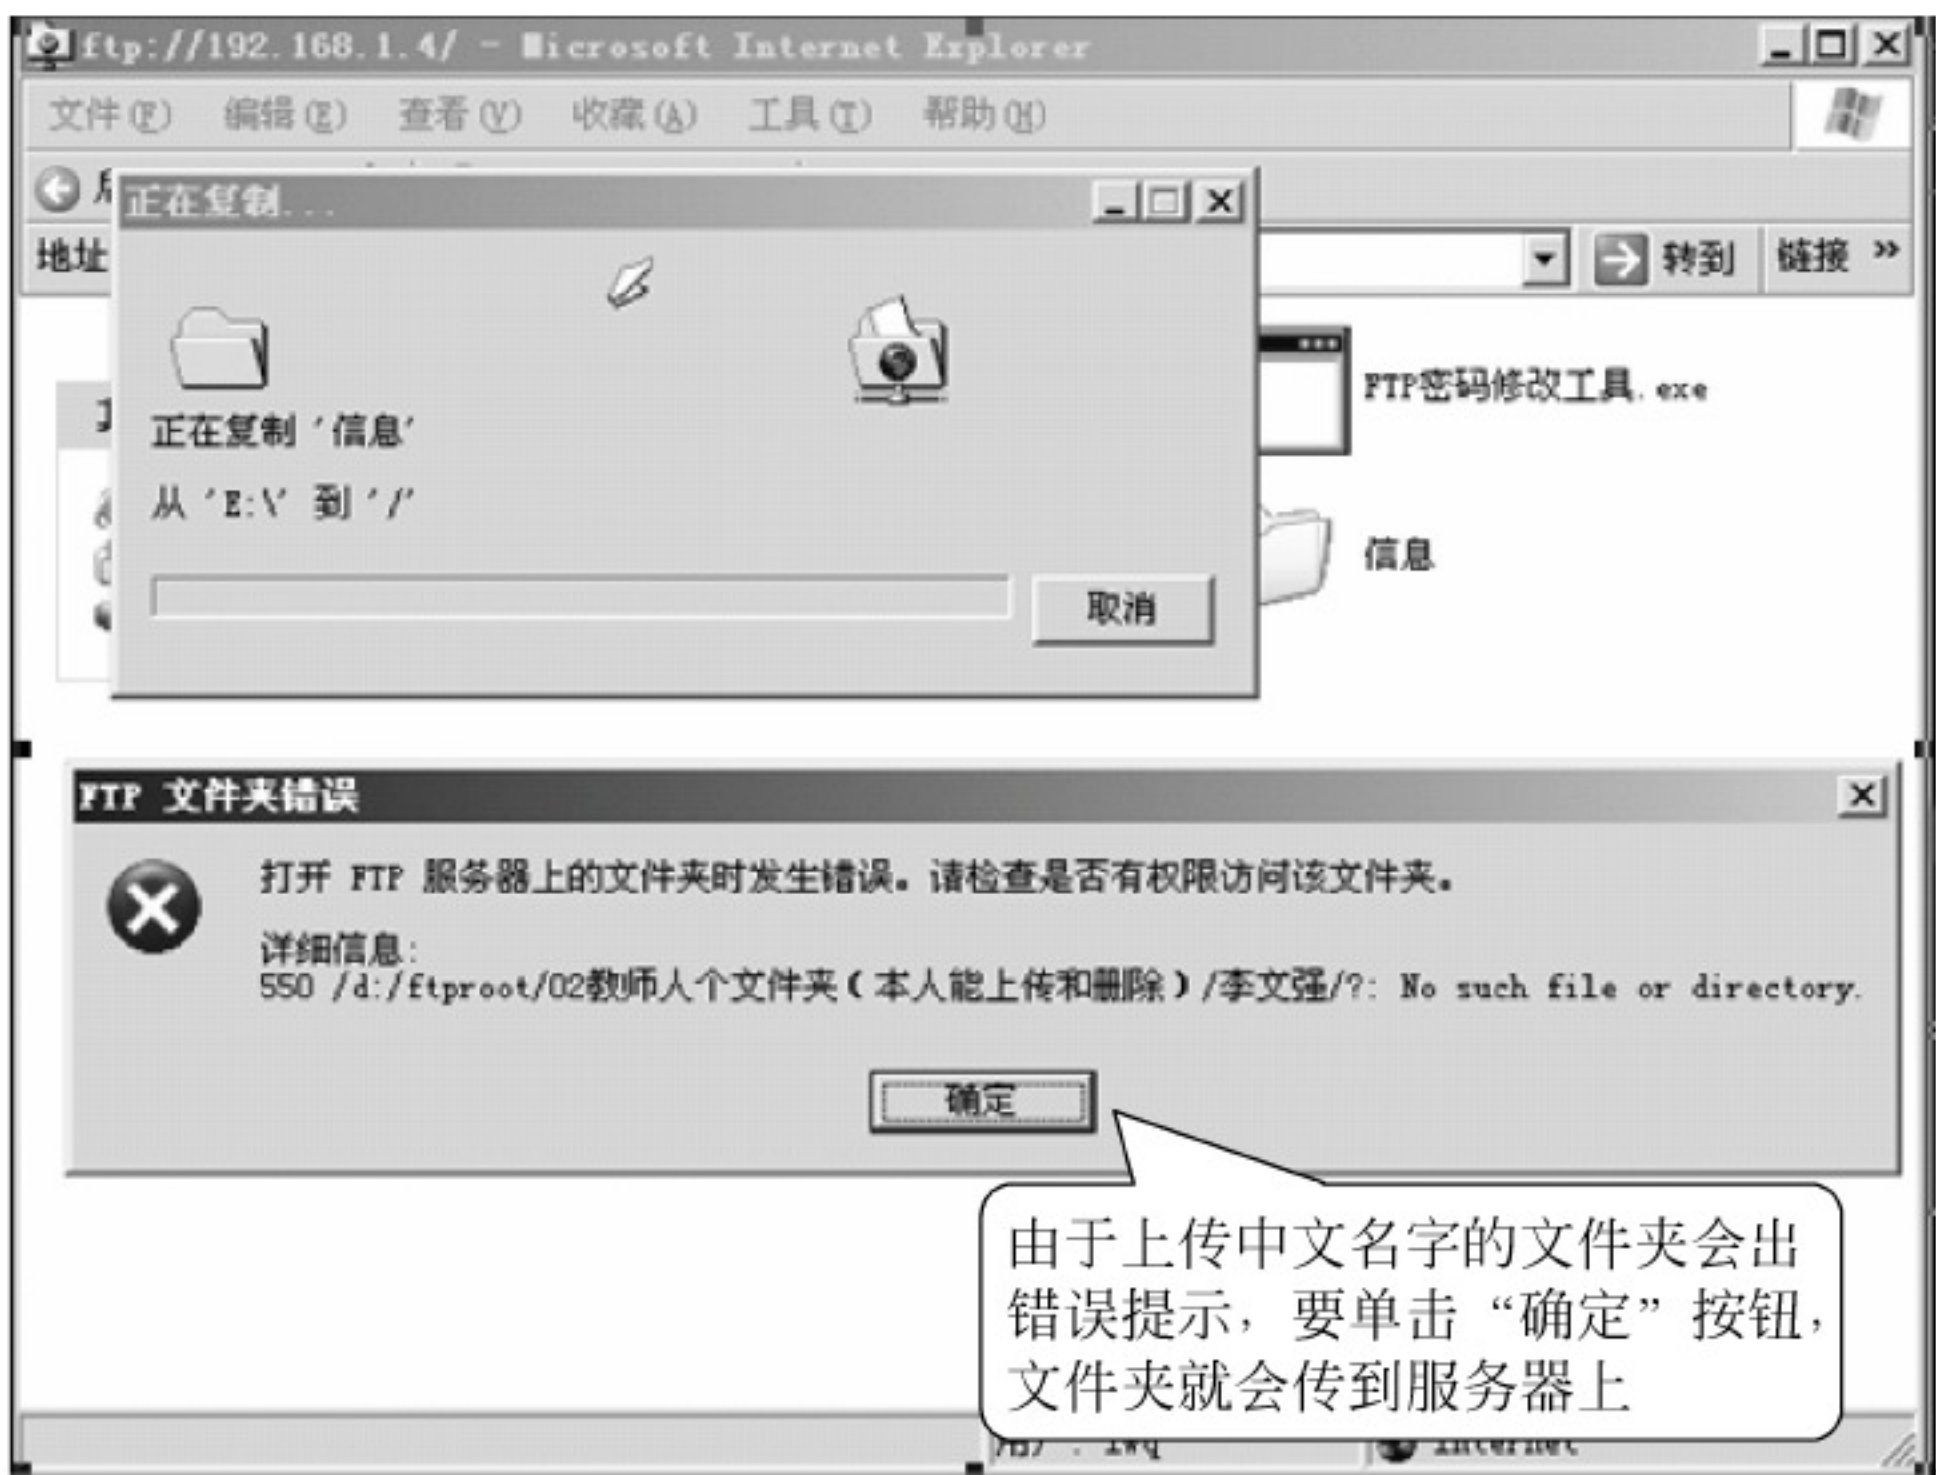 ftp://192.168.1.4/ - Microsoft Internet Explorer
文件(F) 编辑(E) 查看(V) 收藏(A) 工具(T) 帮助(H)
正在复制...
地址
转到 链接 »
FTP密码修改工具.exe
正在复制 '信息'
从 'E:\' 到 '/'
信息
取消
FTP 文件夹错误
打开 FTP 服务器上的文件夹时发生错误。请检查是否有权限访问该文件夹。
详细信息:
550 /d:/ftproot/02教师人个文件夹(本人能上传和删除)/李文强/?: No such file or directory.
确定
由于上传中文名字的文件夹会出
错误提示，要单击“确定”按钮，
文件夹就会传到服务器上
Internet